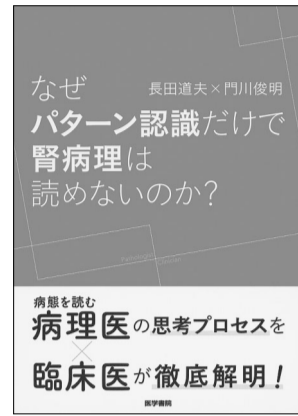 なぜ
長田道夫×門川俊明
パターン認識だけで
腎病理は
読めないのか?
病態を読む
病理医の思考プロセスを
×
臨床医が徹底解明!
医学書院